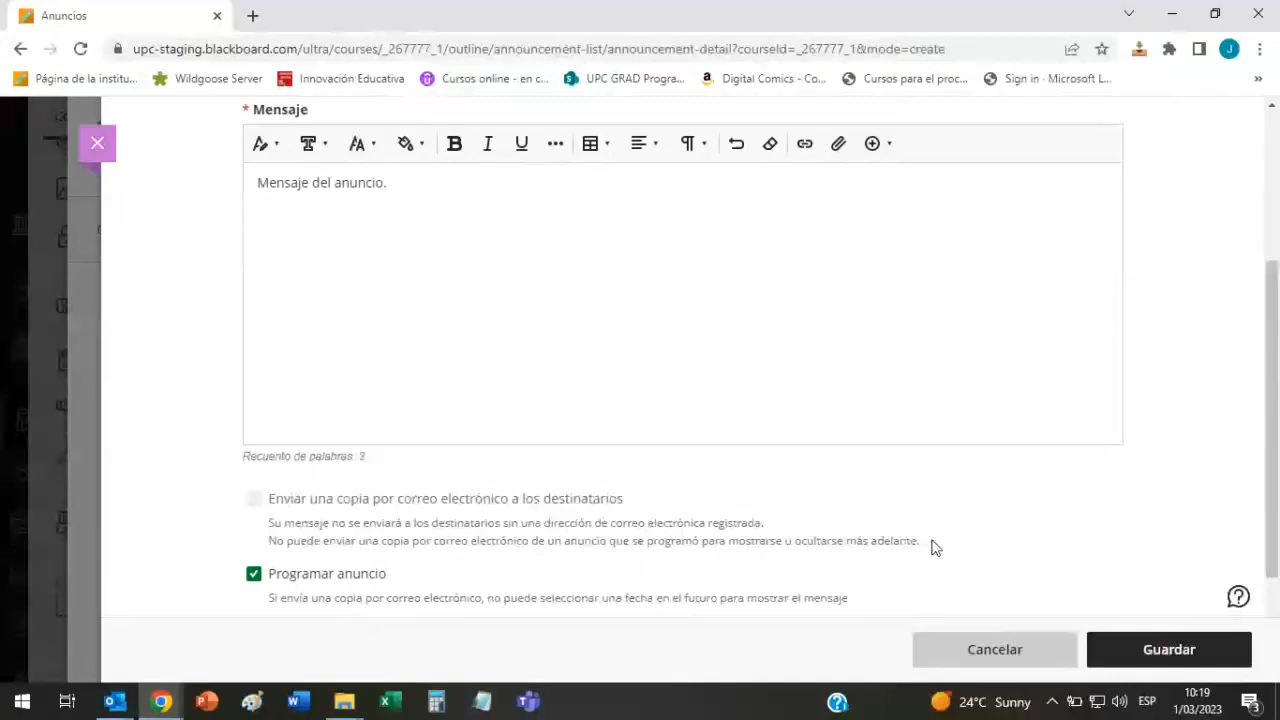 Anuncios
upc-staging.blackboard.com/ultra/courses/_267777_1/outline/announcement-list/announcement-detail?courseId=_267777_1&mode=create
J
Página de la institu... Wildgoose Server Innovación Educativa Cursos online - en c... UPC GRAD Progra... Digital Comics - Co... Cursos para el proc... Sign in · Microsoft L... »
* Mensaje
Mensaje del anuncio.
Recuento de palabras: 3
Enviar una copia por correo electrónico a los destinatarios
Su mensaje no se enviará a los destinatarios sin una dirección de correo electrónica registrada.
No puede enviar una copia por correo electrónico de un anuncio que se programó para mostrarse u ocultarse más adelante.
Programar anuncio
Si envía una copia por correo electrónico, no puede seleccionar una fecha en el futuro para mostrar el mensaje
Cancelar
Guardar
24°C Sunny
ESP
10:19
1/03/2023
3